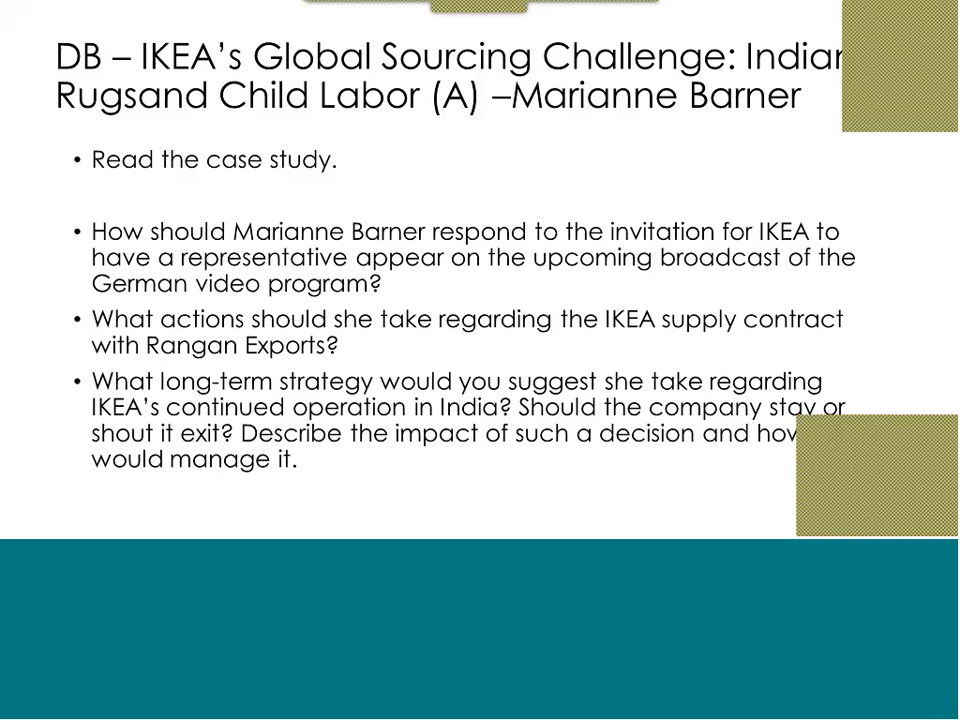 DB – IKEA’s Global Sourcing Challenge: Indian
Rugsand Child Labor (A) –Marianne Barner
• Read the case study.
• How should Marianne Barner respond to the invitation for IKEA to
have a representative appear on the upcoming broadcast of the
German video program?
• What actions should she take regarding the IKEA supply contract
with Rangan Exports?
• What long-term strategy would you suggest she take regarding
IKEA’s continued operation in India? Should the company stay or
shout it exit? Describe the impact of such a decision and how
would manage it.